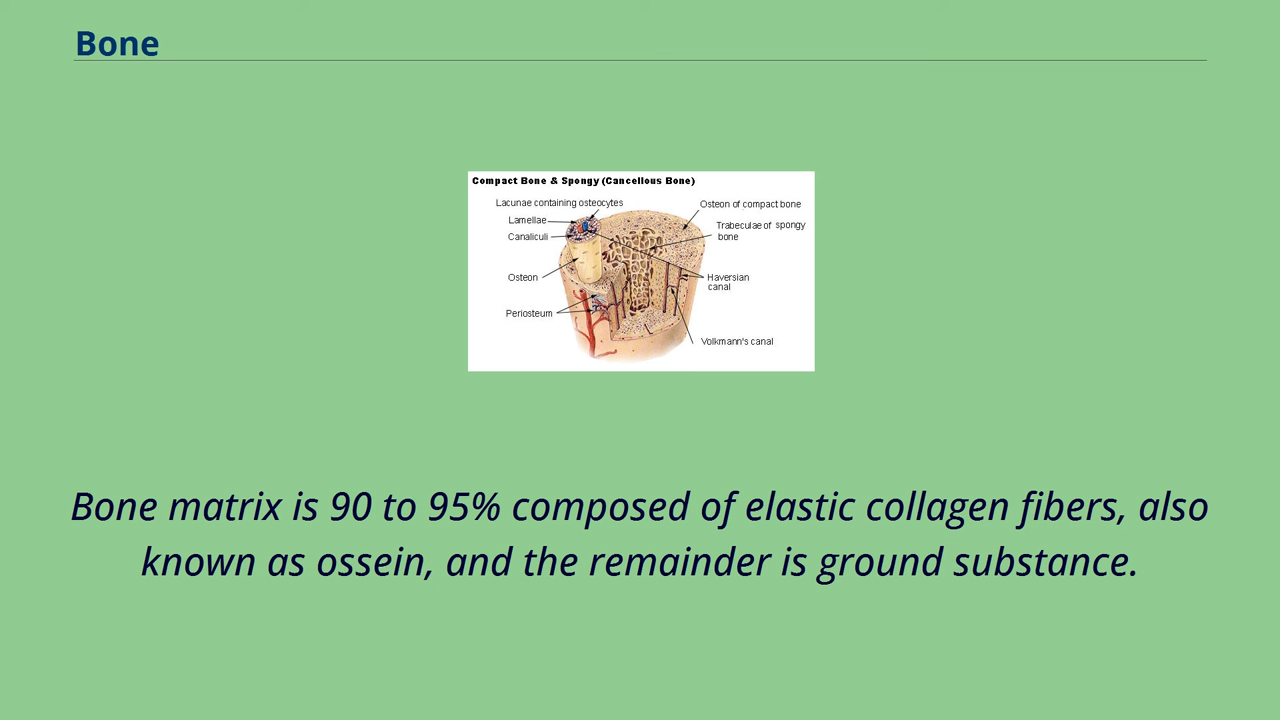 Bone
Compact Bone & Spongy (Cancellous Bone)
Lacunae containing osteocytes
Lamellae
Canaliculi
Osteon
Periosteum
Osteon of compact bone
Trabeculae of spongy
bone
Haversian
canal
Volkmann's canal
Bone matrix is 90 to 95% composed of elastic collagen fibers, also
known as ossein, and the remainder is ground substance.